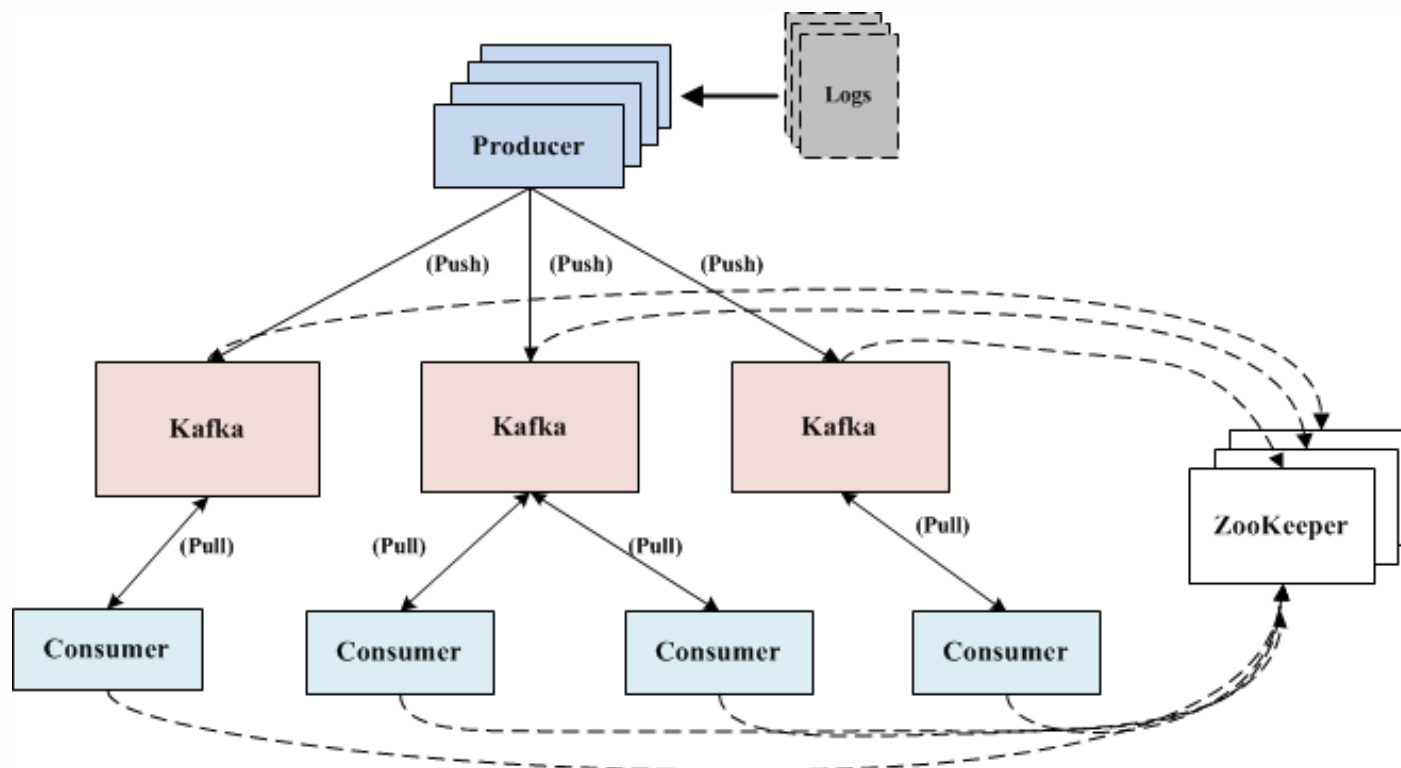 Logs
Producer
(Push)
(Push)
(Push)
Kafka
Kafka
Kafka
ZooKeeper
(Pull)
(Pull)
(Pull)
(Pull)
Consumer
Consumer
Consumer
Consumer